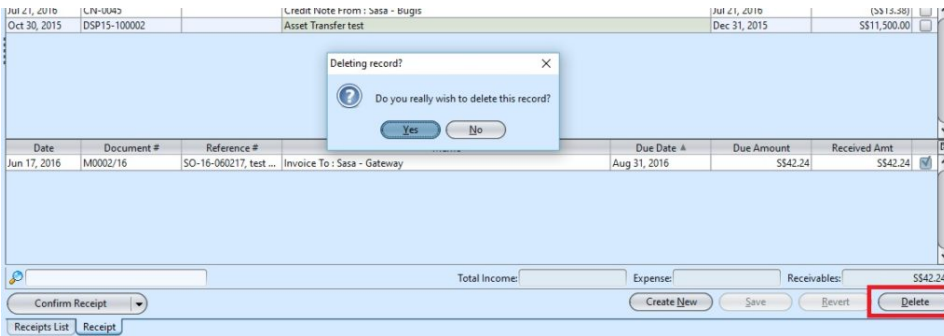 Jul 21, 2016 CN-0045 Credit Note From : Sasa - Bugis Jul 21, 2016 (S$13.38)
Oct 30, 2015 DSP15-100002 Asset Transfer test Dec 31, 2015 S$11,500.00
Deleting record?
Do you really wish to delete this record?
Yes No
Date Document # Reference # Due Date Due Amount Received Amt
Jun 17, 2016 M0002/16 SO-16-060217, test ... Invoice To : Sasa - Gateway Aug 31, 2016 S$42.24 S$42.24
Total Income: Expense: Receivables: S$42.24
Confirm Receipt Create New Save Revert Delete
Receipts List Receipt